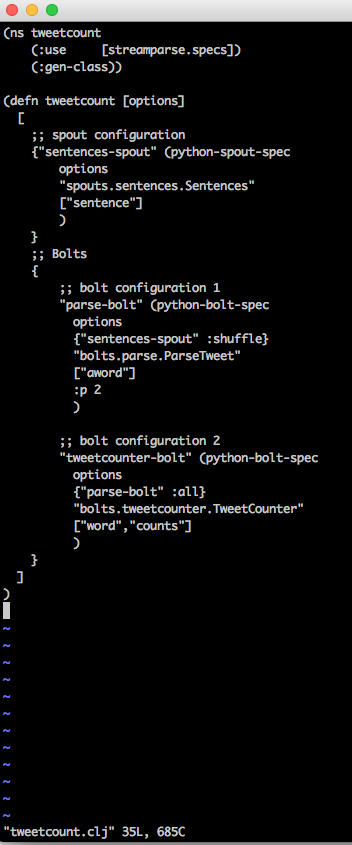 (ns tweetcount
    (:use     [streamparse.specs])
    (:gen-class))

(defn tweetcount [options]
  [
    ;; spout configuration
    {"sentences-spout" (python-spout-spec
        options
        "spouts.sentences.Sentences"
        ["sentence"]
        )
    }
    ;; Bolts
    {
        ;; bolt configuration 1
        "parse-bolt" (python-bolt-spec
          options
          {"sentences-spout" :shuffle}
          "bolts.parse.ParseTweet"
          ["aword"]
          :p 2
          )

        ;; bolt configuration 2
        "tweetcounter-bolt" (python-bolt-spec
          options
          {"parse-bolt" :all}
          "bolts.tweetcounter.TweetCounter"
          ["word","counts"]
          )
    }
  ]
)

~
~
~
~
~
~
~
~
~
~
~
~
"tweetcount.clj" 35L, 685C